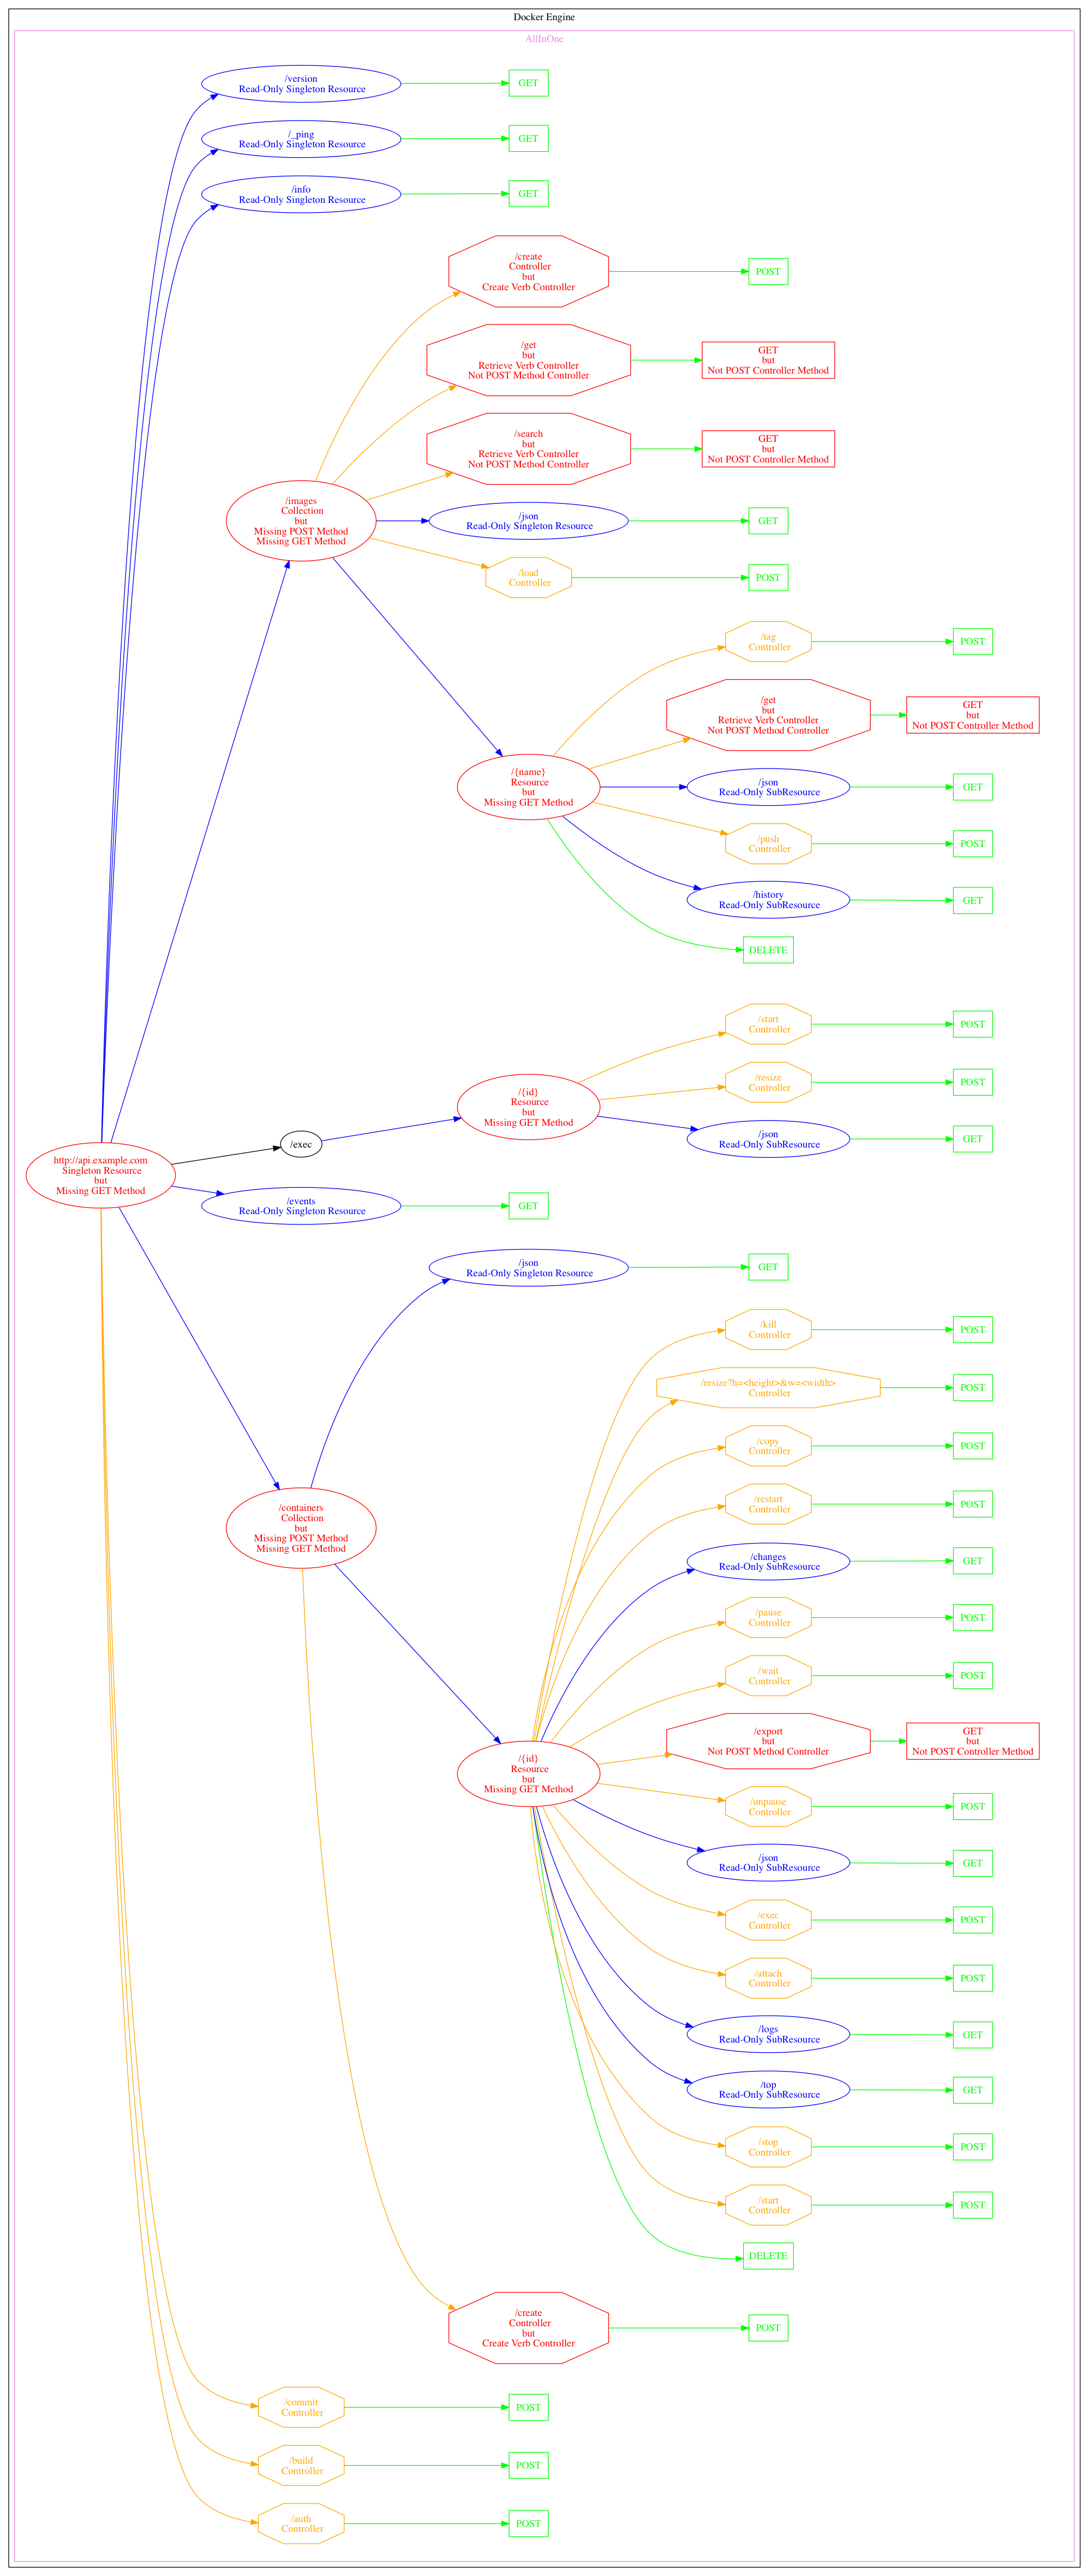 Docker Engine
AllInOne
/version
Read-Only Singleton Resource
GET
/_ping
Read-Only Singleton Resource
GET
/info
Read-Only Singleton Resource
GET
/create
Controller
but
Create Verb Controller
POST
/get
but
Retrieve Verb Controller
Not POST Method Controller
GET
but
Not POST Controller Method
/search
but
Retrieve Verb Controller
Not POST Method Controller
GET
but
Not POST Controller Method
/images
Collection
but
Missing POST Method
Missing GET Method
/json
Read-Only Singleton Resource
GET
/load
Controller
POST
/tag
Controller
POST
/get
but
Retrieve Verb Controller
Not POST Method Controller
GET
but
Not POST Controller Method
/{name}
Resource
but
Missing GET Method
/json
Read-Only SubResource
GET
/push
Controller
POST
/history
Read-Only SubResource
GET
DELETE
/start
Controller
POST
/resize
Controller
POST
/{id}
Resource
but
Missing GET Method
/json
Read-Only SubResource
GET
/exec
http://api.example.com
Singleton Resource
but
Missing GET Method
/events
Read-Only Singleton Resource
GET
/json
Read-Only Singleton Resource
GET
/kill
Controller
POST
/resize?h=<height>&w=<width>
Controller
POST
/copy
Controller
POST
/restart
Controller
POST
/containers
Collection
but
Missing POST Method
Missing GET Method
/changes
Read-Only SubResource
GET
/pause
Controller
POST
/wait
Controller
POST
/export
but
Not POST Method Controller
GET
but
Not POST Controller Method
/{id}
Resource
but
Missing GET Method
/unpause
Controller
POST
/json
Read-Only SubResource
GET
/exec
Controller
POST
/attach
Controller
POST
/logs
Read-Only SubResource
GET
/top
Read-Only SubResource
GET
/stop
Controller
POST
/start
Controller
POST
DELETE
/create
Controller
but
Create Verb Controller
POST
/commit
Controller
POST
/build
Controller
POST
/auth
Controller
POST